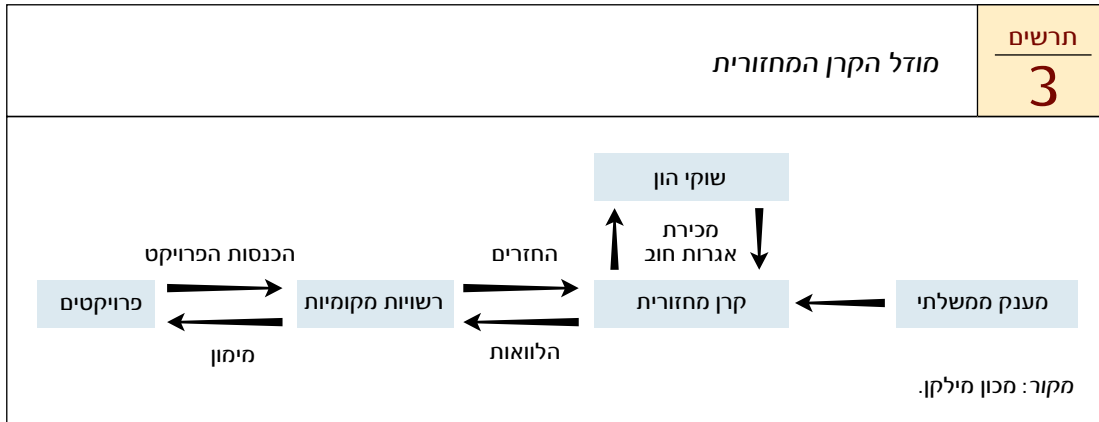 תרשים
3
מודל הקרן המחזורית
שוקי הון
מכירת
אגרות חוב
הכנסות הפרויקט
החזרים
מענק ממשלתי
קרן מחזורית
רשויות מקומיות
פרויקטים
הלוואות
מימון
מקור: מכון מילקן.